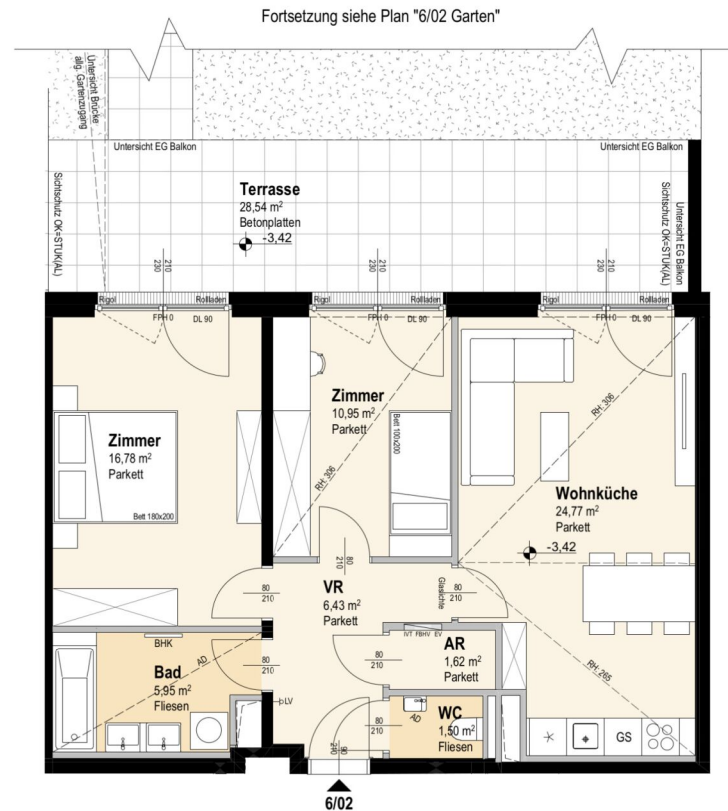 Fortsetzung siehe Plan "6/02 Garten"
Untersicht Brücke
allg. Gartenzugang
Untersicht EG Balkon
Untersicht EG Balkon
Sichtschutz OK=STUK(AL)
Terrasse
28,54 m²
Betonplatten
-3,42
Sichtschutz OK=STUK(AL)
Untersicht EG Balkon
210
230
210
230
210
230
Rigol
Rollladen
Rigol
Rollladen
Rigol
Rollladen
FPH 0
DL 90
FPH 0
DL 90
FPH 0
DL 90
Zimmer
16,78 m²
Parkett
Bett 180x200
Zimmer
10,95 m²
Parkett
Bett 100x200
RH: 306
RH: 306
Wohnküche
24,77 m²
Parkett
-3,42
RH: 265
80
210
80
210
VR
6,43 m²
Parkett
Glaslichte
80
210
IVT
FBHV
EV
AR
1,62 m²
Parkett
80
210
BHK
AD
Bad
5,95 m²
Fliesen
80
210
LV
WC
1,50 m²
Fliesen
AD
80
210
90
GS
6/02